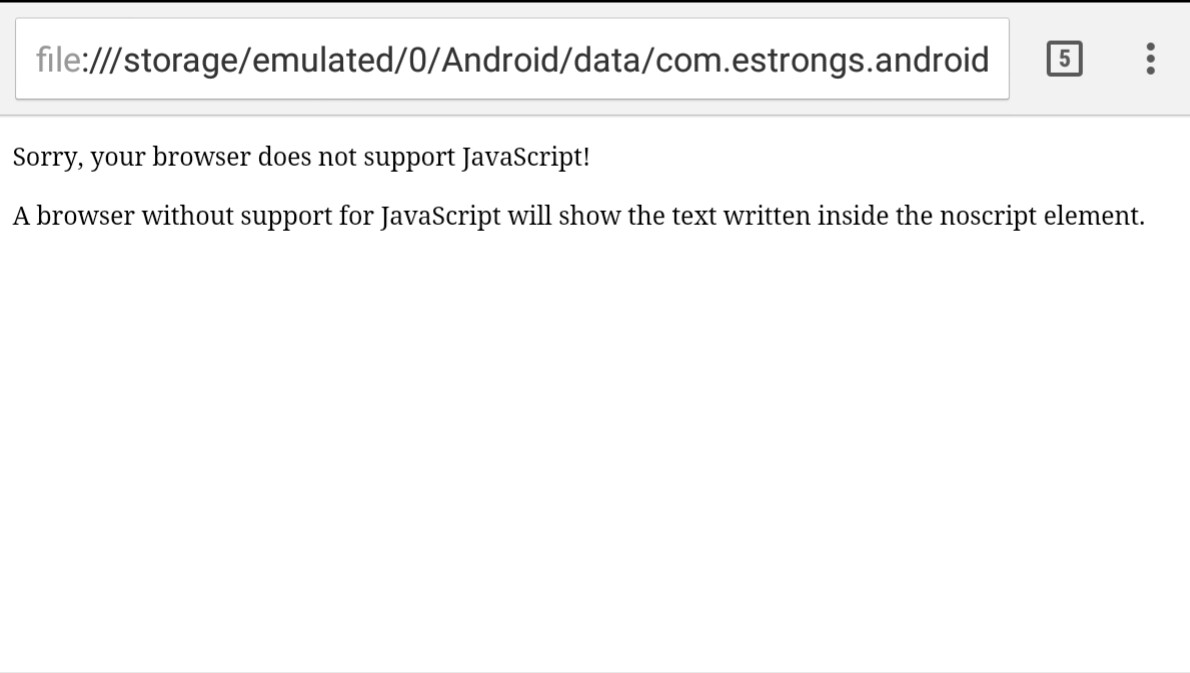 file:///storage/emulated/0/Android/data/com.estrongs.android
5
Sorry, your browser does not support JavaScript!
A browser without support for JavaScript will show the text written inside the noscript element.